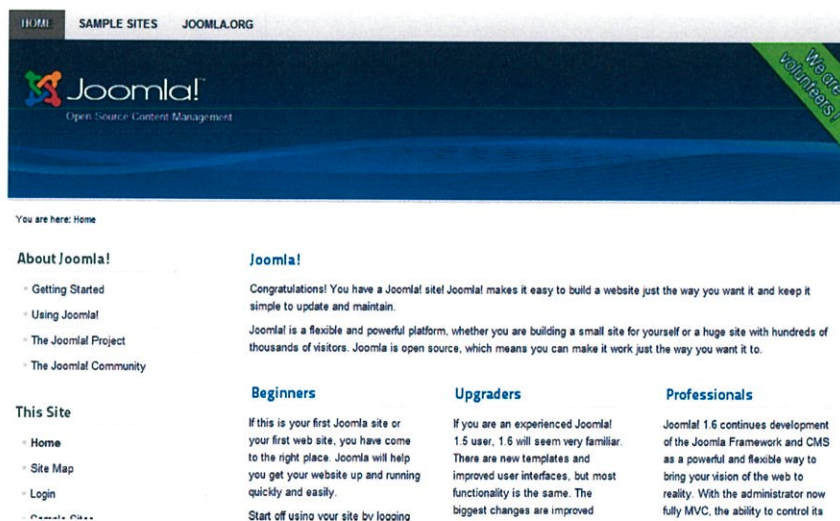 HOME SAMPLE SITES JOOMLA.ORG
We are
volunteers!
Joomla!™
Open Source Content Management
You are here: Home
About Joomla!
Getting Started
Using Joomla!
The Joomla! Project
The Joomla! Community
This Site
Home
Site Map
Login
Sample Sites
Joomla!
Congratulations! You have a Joomla! site! Joomla! makes it easy to build a website just the way you want it and keep it
simple to update and maintain.
Joomla! is a flexible and powerful platform, whether you are building a small site for yourself or a huge site with hundreds of
thousands of visitors. Joomla is open source, which means you can make it work just the way you want it to.
Beginners
If this is your first Joomla site or
your first web site, you have come
to the right place. Joomla will help
you get your website up and running
quickly and easily.
Start off using your site by logging
Upgraders
If you are an experienced Joomla!
1.5 user, 1.6 will seem very familiar.
There are new templates and
improved user interfaces, but most
functionality is the same. The
biggest changes are improved
Professionals
Joomla! 1.6 continues development
of the Joomla Framework and CMS
as a powerful and flexible way to
bring your vision of the web to
reality. With the administrator now
fully MVC, the ability to control its